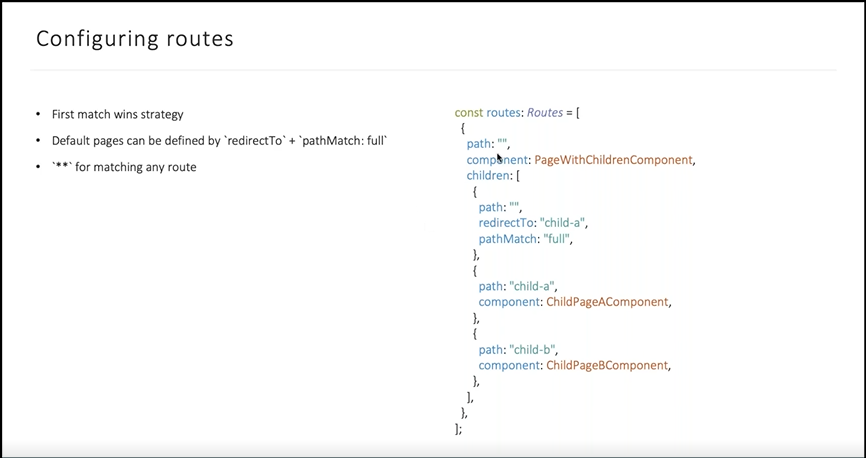 Configuring routes
• First match wins strategy
• Default pages can be defined by `redirectTo` + `pathMatch: full`
• `**` for matching any route
const routes: Routes = [
  {
    path: "",
    component: PageWithChildrenComponent,
    children: [
      {
        path: "",
        redirectTo: "child-a",
        pathMatch: "full",
      },
      {
        path: "child-a",
        component: ChildPageAComponent,
      },
      {
        path: "child-b",
        component: ChildPageBComponent,
      },
    ],
  },
];